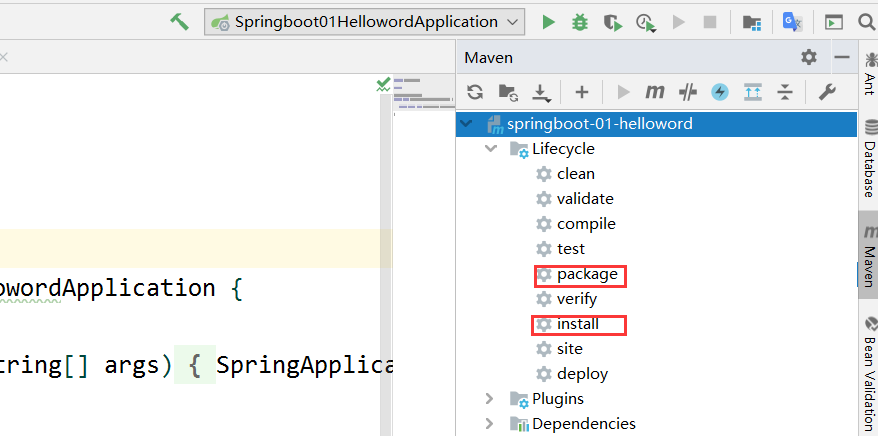 Springboot01HellowordApplication
Maven
springboot-01-helloword
Lifecycle
clean
validate
compile
test
package
verify
install
site
deploy
Plugins
Dependencies
owordApplication {
tring[] args) { SpringApplica
Ant
Database
Maven
Bean Validation